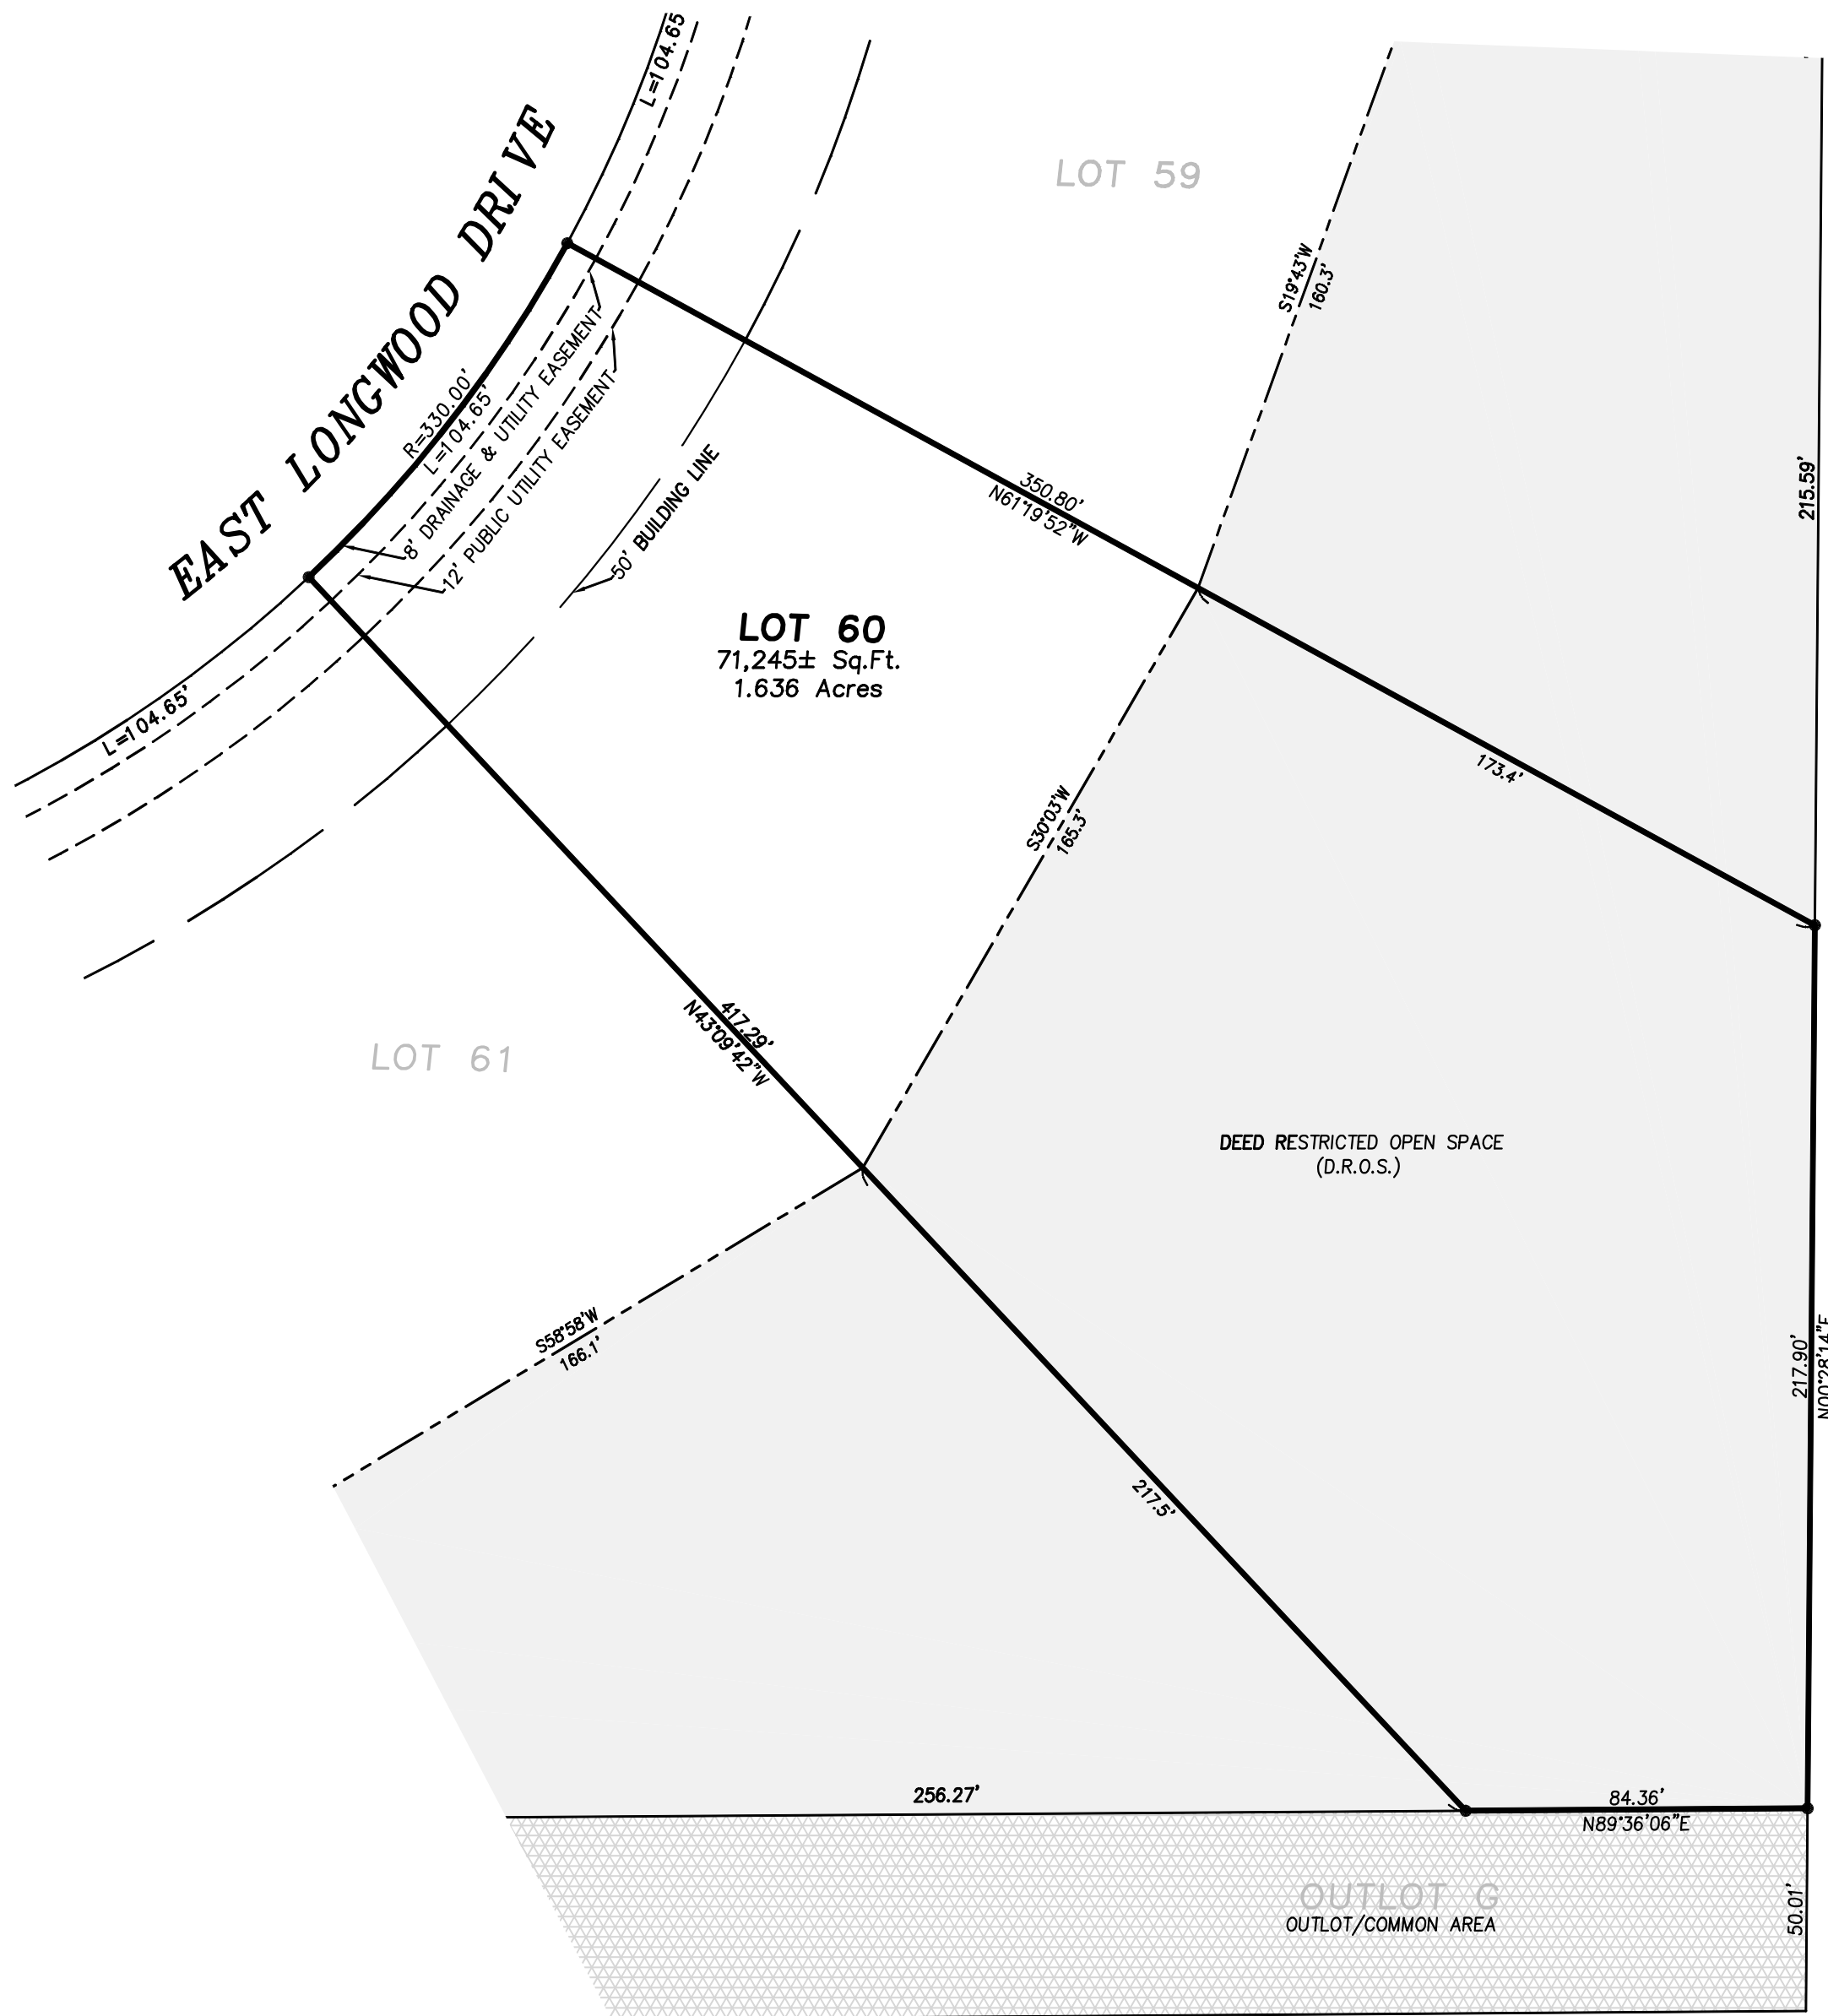 L=104.65
EAST LONGWOOD DRIVE
LOT 59
S19°43'W
160.3'
R=330.00'
L=104.65'
8' DRAINAGE & UTILITY EASEMENT
12' PUBLIC UTILITY EASEMENT
50' BUILDING LINE
350.80'
N61°19'52"W
215.59'
LOT 60
71,245± Sq.Ft.
1.636 Acres
L=104.65'
173.4'
S30°03'W
165.3'
417.29'
N43°09'42"W
LOT 61
DEED RESTRICTED OPEN SPACE
(D.R.O.S.)
S58°58'W
166.1'
217.90'
N00°28'14"E
217.5'
256.27'
84.36'
N89°36'06"E
OUTLOT G
OUTLOT/COMMON AREA
50.01'